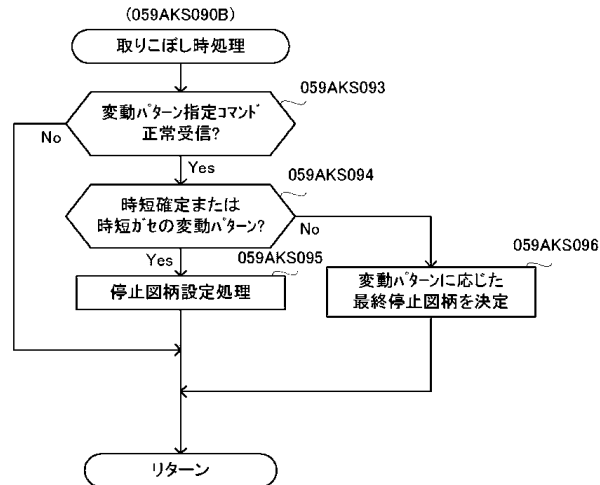 (059AKS090B)
取りこぼし時処理
059AKS093
変動パターン指定コマンド
正常受信?
No
Yes
059AKS094
時短確定または
時短ガセの変動パターン?
No
Yes
059AKS095
停止図柄設定処理
059AKS096
変動パターンに応じた
最終停止図柄を決定
リターン